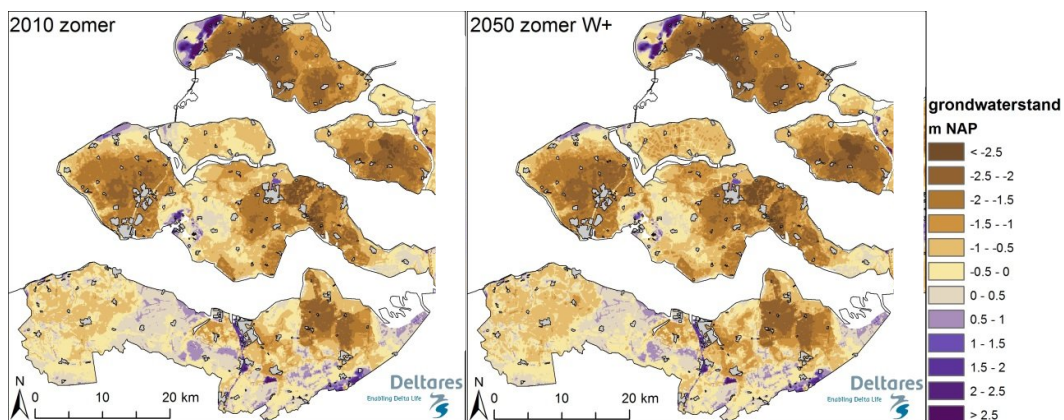 2010 zomer
N
0
10
20 km
Deltares
Enabling Delta Life
2050 zomer W+
N
0
10
20 km
Deltares
Enabling Delta Life
grondwaterstand
m NAP
< -2.5
-2.5 - -2
-2 - -1.5
-1.5 - -1
-1 - -0.5
-0.5 - 0
0 - 0.5
0.5 - 1
1 - 1.5
1.5 - 2
2 - 2.5
> 2.5